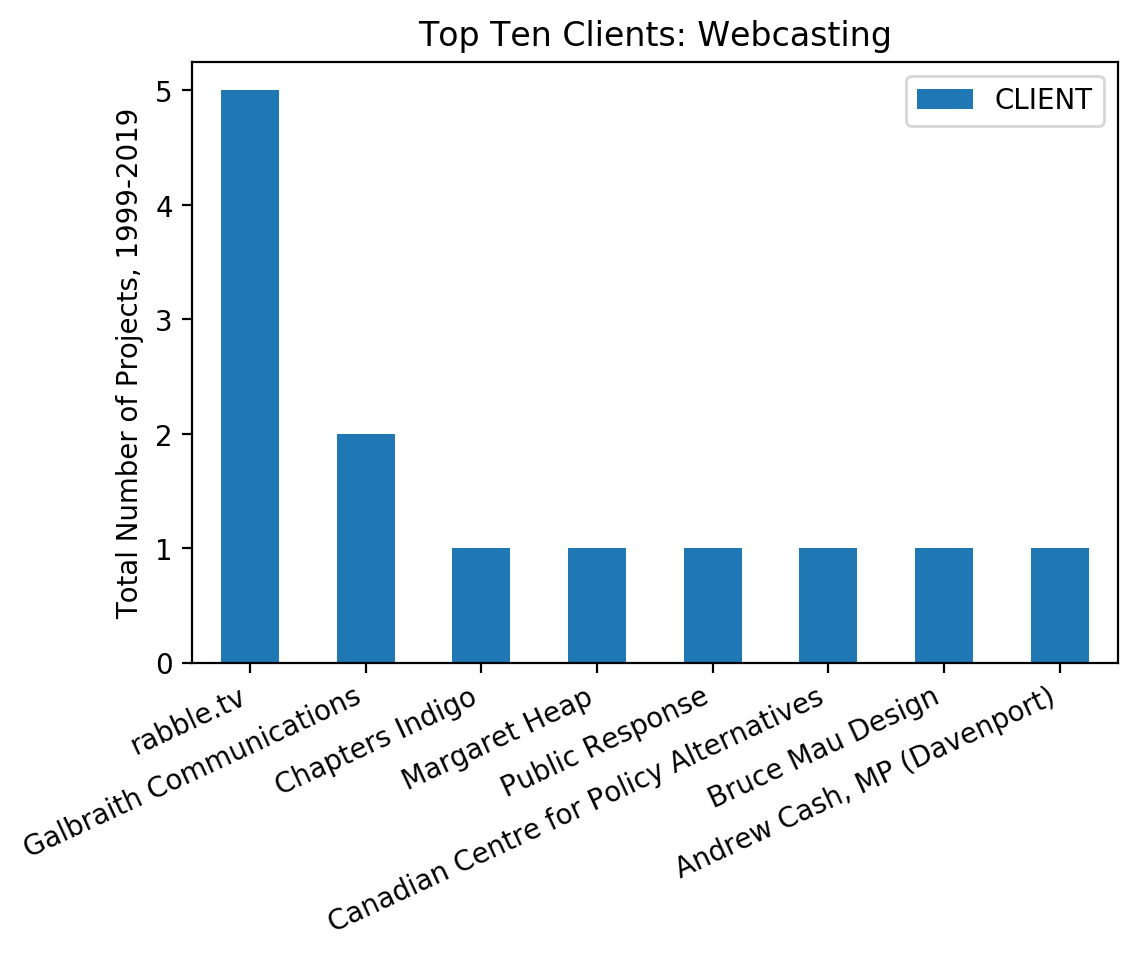 Top Ten Clients: Webcasting
CLIENT
Total Number of Projects, 1999-2019
5
4
3
2
1
0
rabble.tv
Galbraith Communications
Chapters Indigo
Margaret Heap
Public Response
Canadian Centre for Policy Alternatives
Bruce Mau Design
Andrew Cash, MP (Davenport)